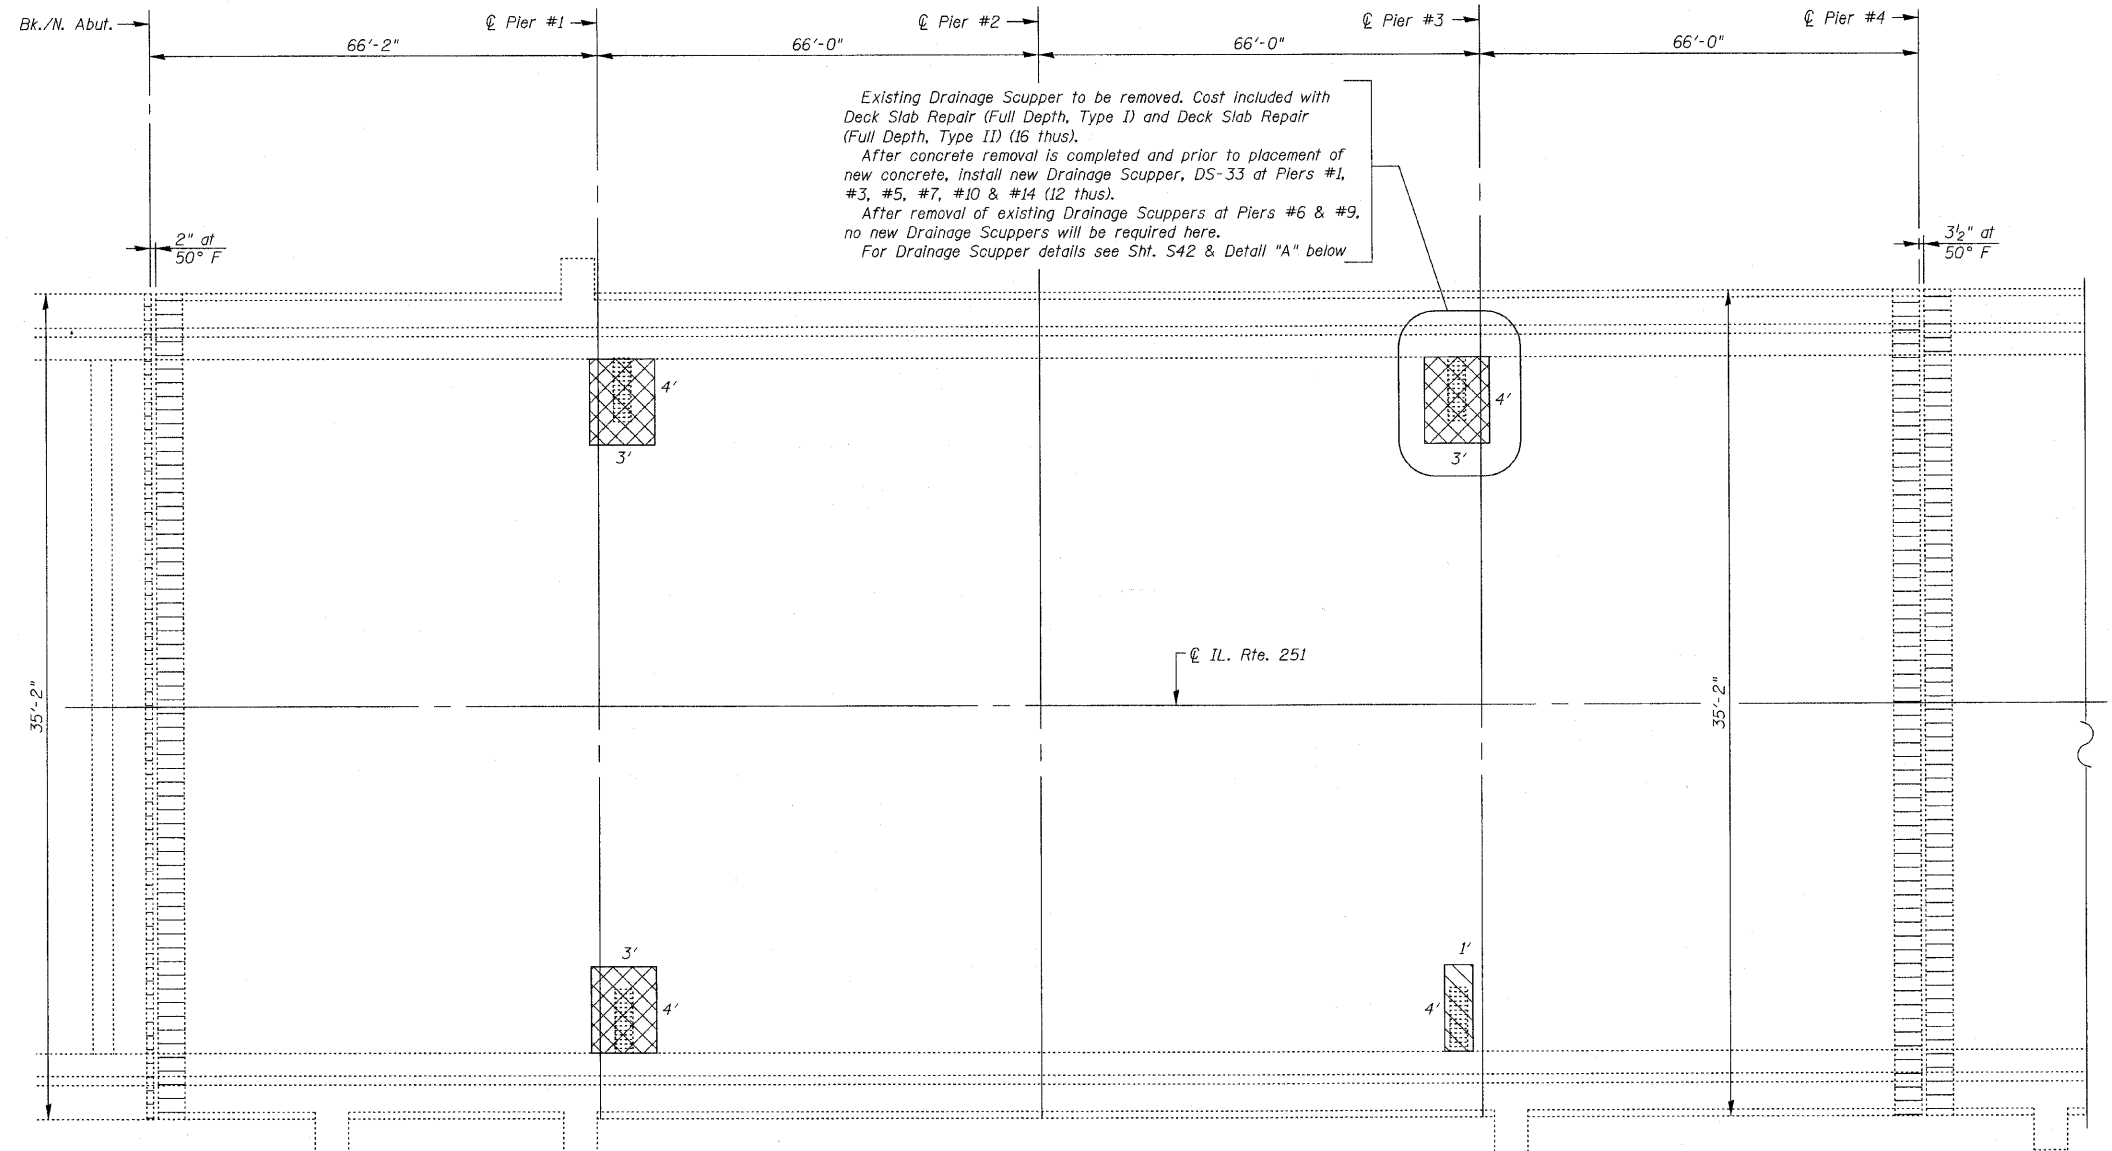 Bk./N. Abut.
℄ Pier #1
℄ Pier #2
℄ Pier #3
℄ Pier #4
66'-2"
66'-0"
66'-0"
66'-0"
Existing Drainage Scupper to be removed. Cost included with
Deck Slab Repair (Full Depth, Type I) and Deck Slab Repair
(Full Depth, Type II) (16 thus).
After concrete removal is completed and prior to placement of
new concrete, install new Drainage Scupper, DS-33 at Piers #1,
#3, #5, #7, #10 & #14 (12 thus).
After removal of existing Drainage Scuppers at Piers #6 & #9,
no new Drainage Scuppers will be required here.
For Drainage Scupper details see Sht. S42 & Detail "A" below
2" at
50° F
3½" at
50° F
4'
3'
4'
3'
℄ IL. Rte. 251
35'-2"
35'-2"
3'
4'
1'
4'